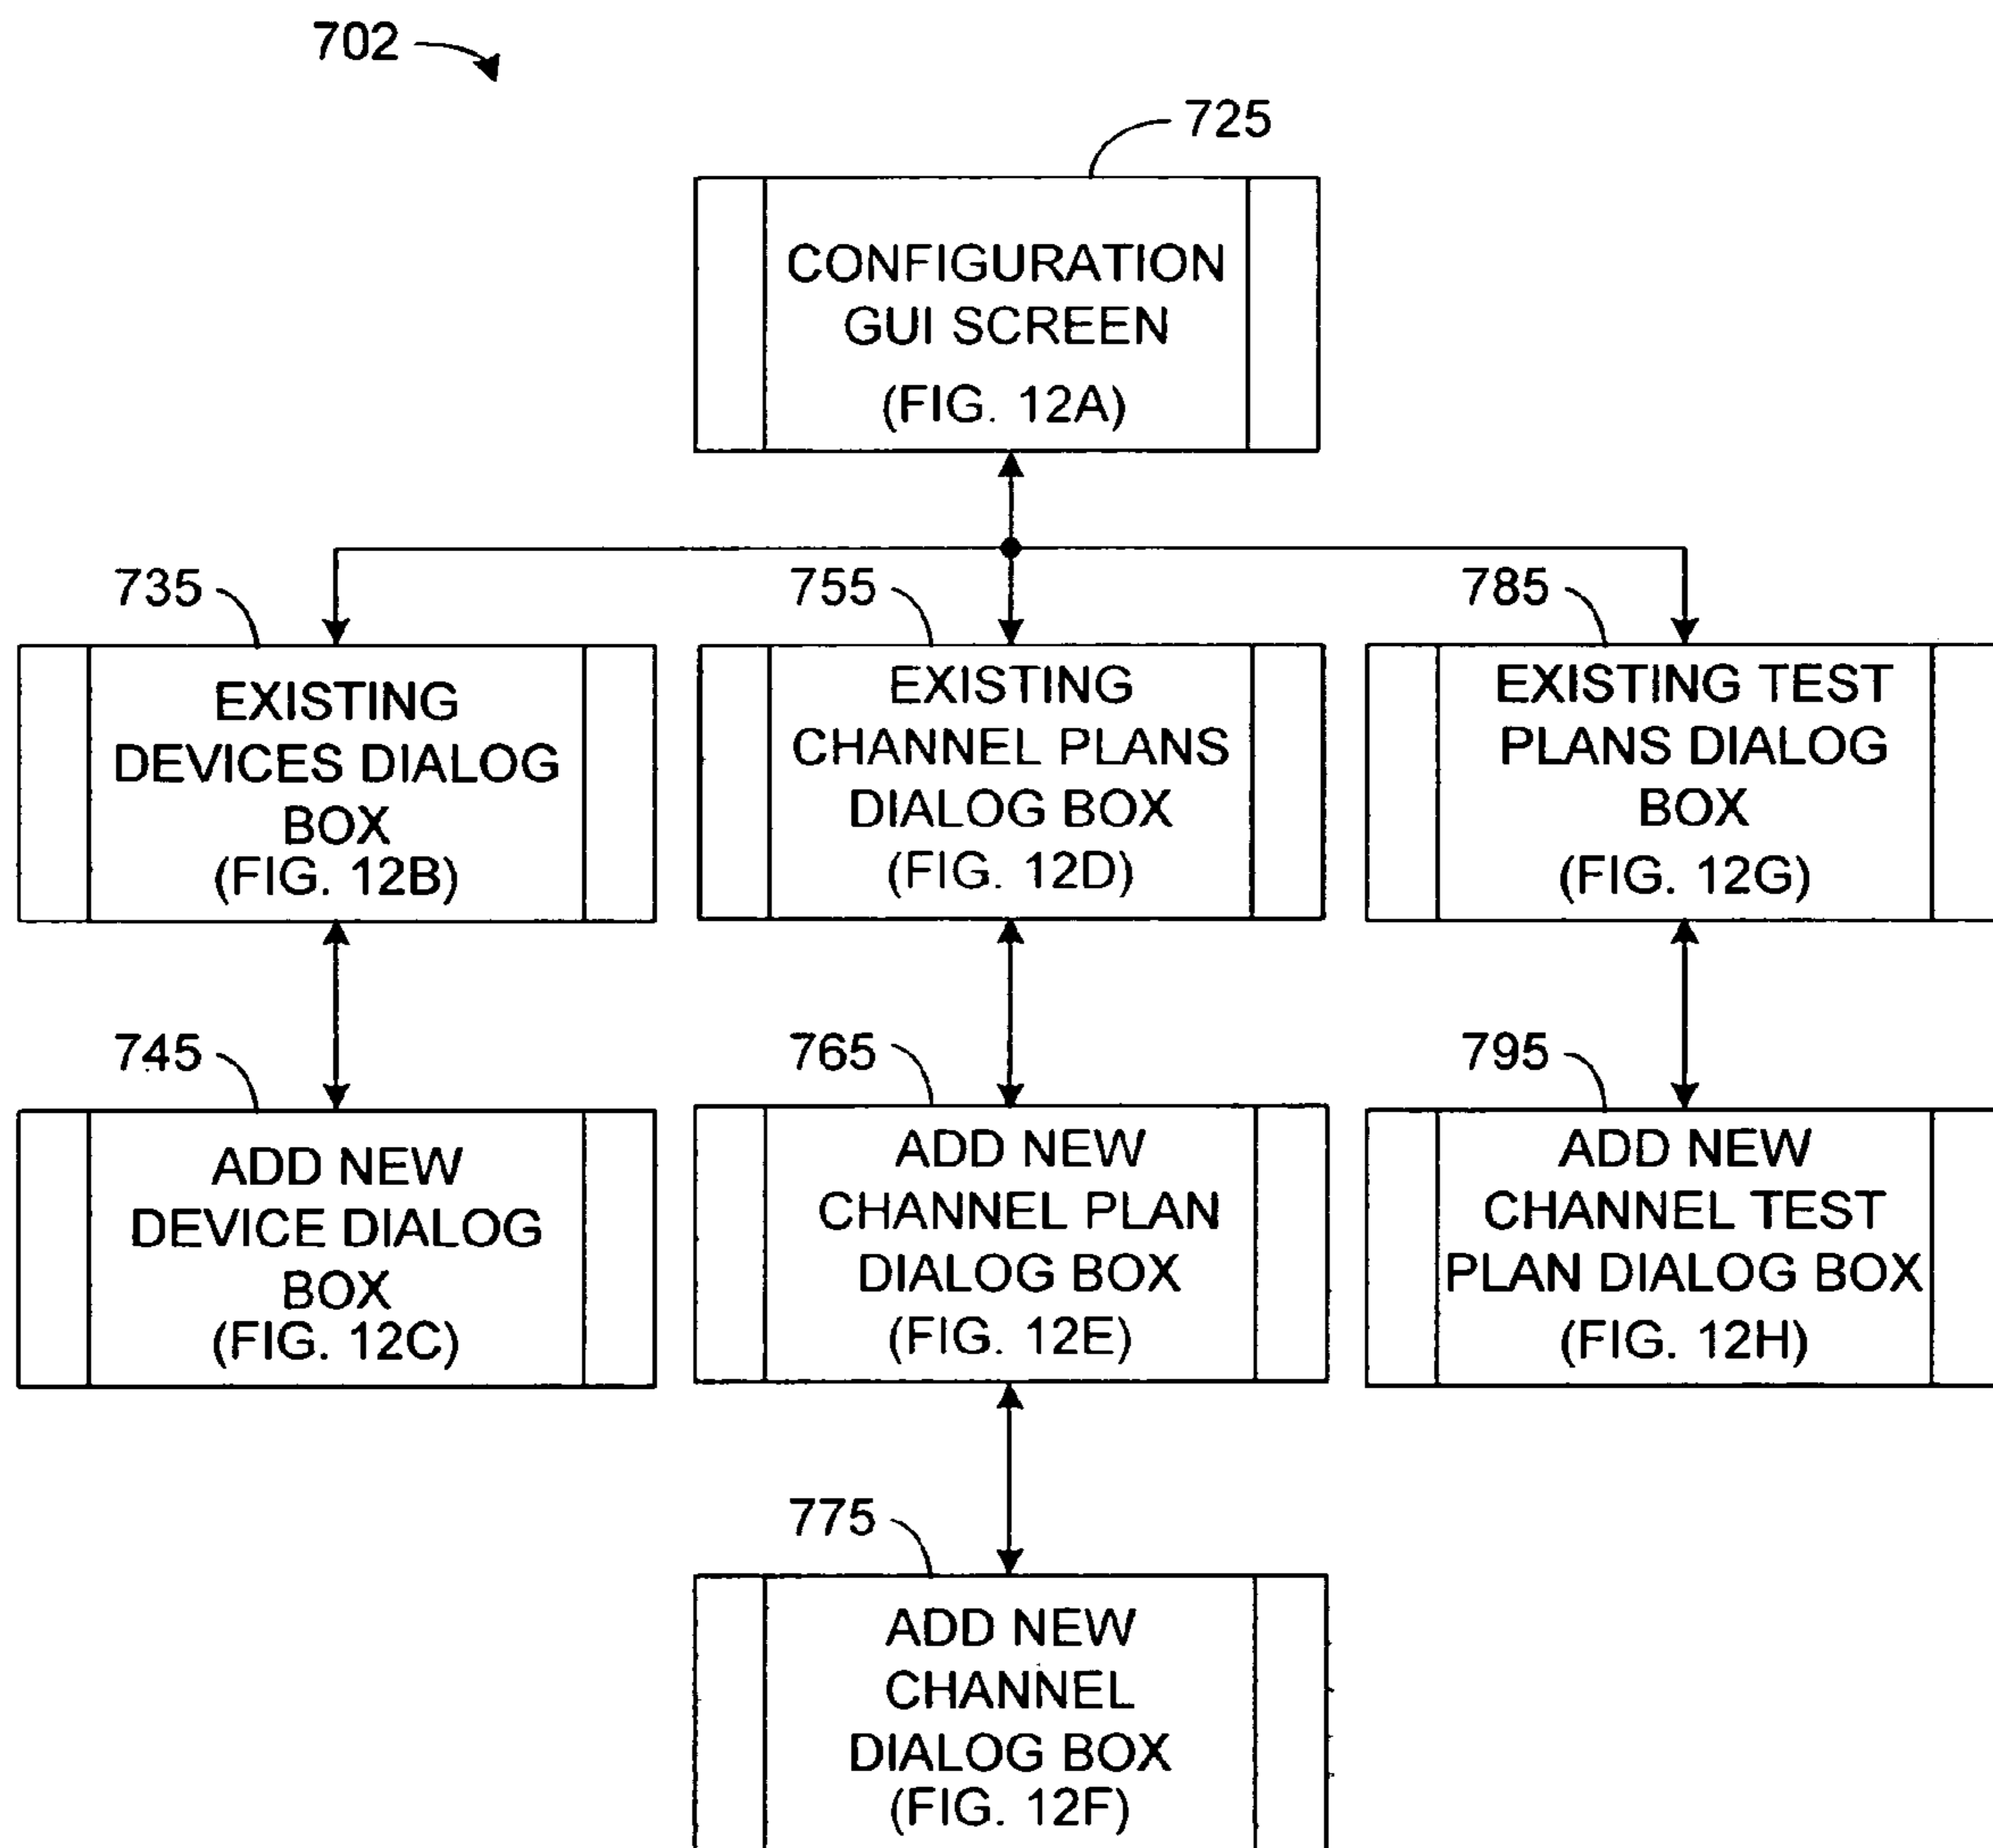 702
725
CONFIGURATION
GUI SCREEN
(FIG. 12A)
735
755
785
EXISTING
DEVICES DIALOG
BOX
(FIG. 12B)
EXISTING
CHANNEL PLANS
DIALOG BOX
(FIG. 12D)
EXISTING TEST
PLANS DIALOG
BOX
(FIG. 12G)
745
765
795
ADD NEW
DEVICE DIALOG
BOX
(FIG. 12C)
ADD NEW
CHANNEL PLAN
DIALOG BOX
(FIG. 12E)
ADD NEW
CHANNEL TEST
PLAN DIALOG BOX
(FIG. 12H)
775
ADD NEW
CHANNEL
DIALOG BOX
(FIG. 12F)